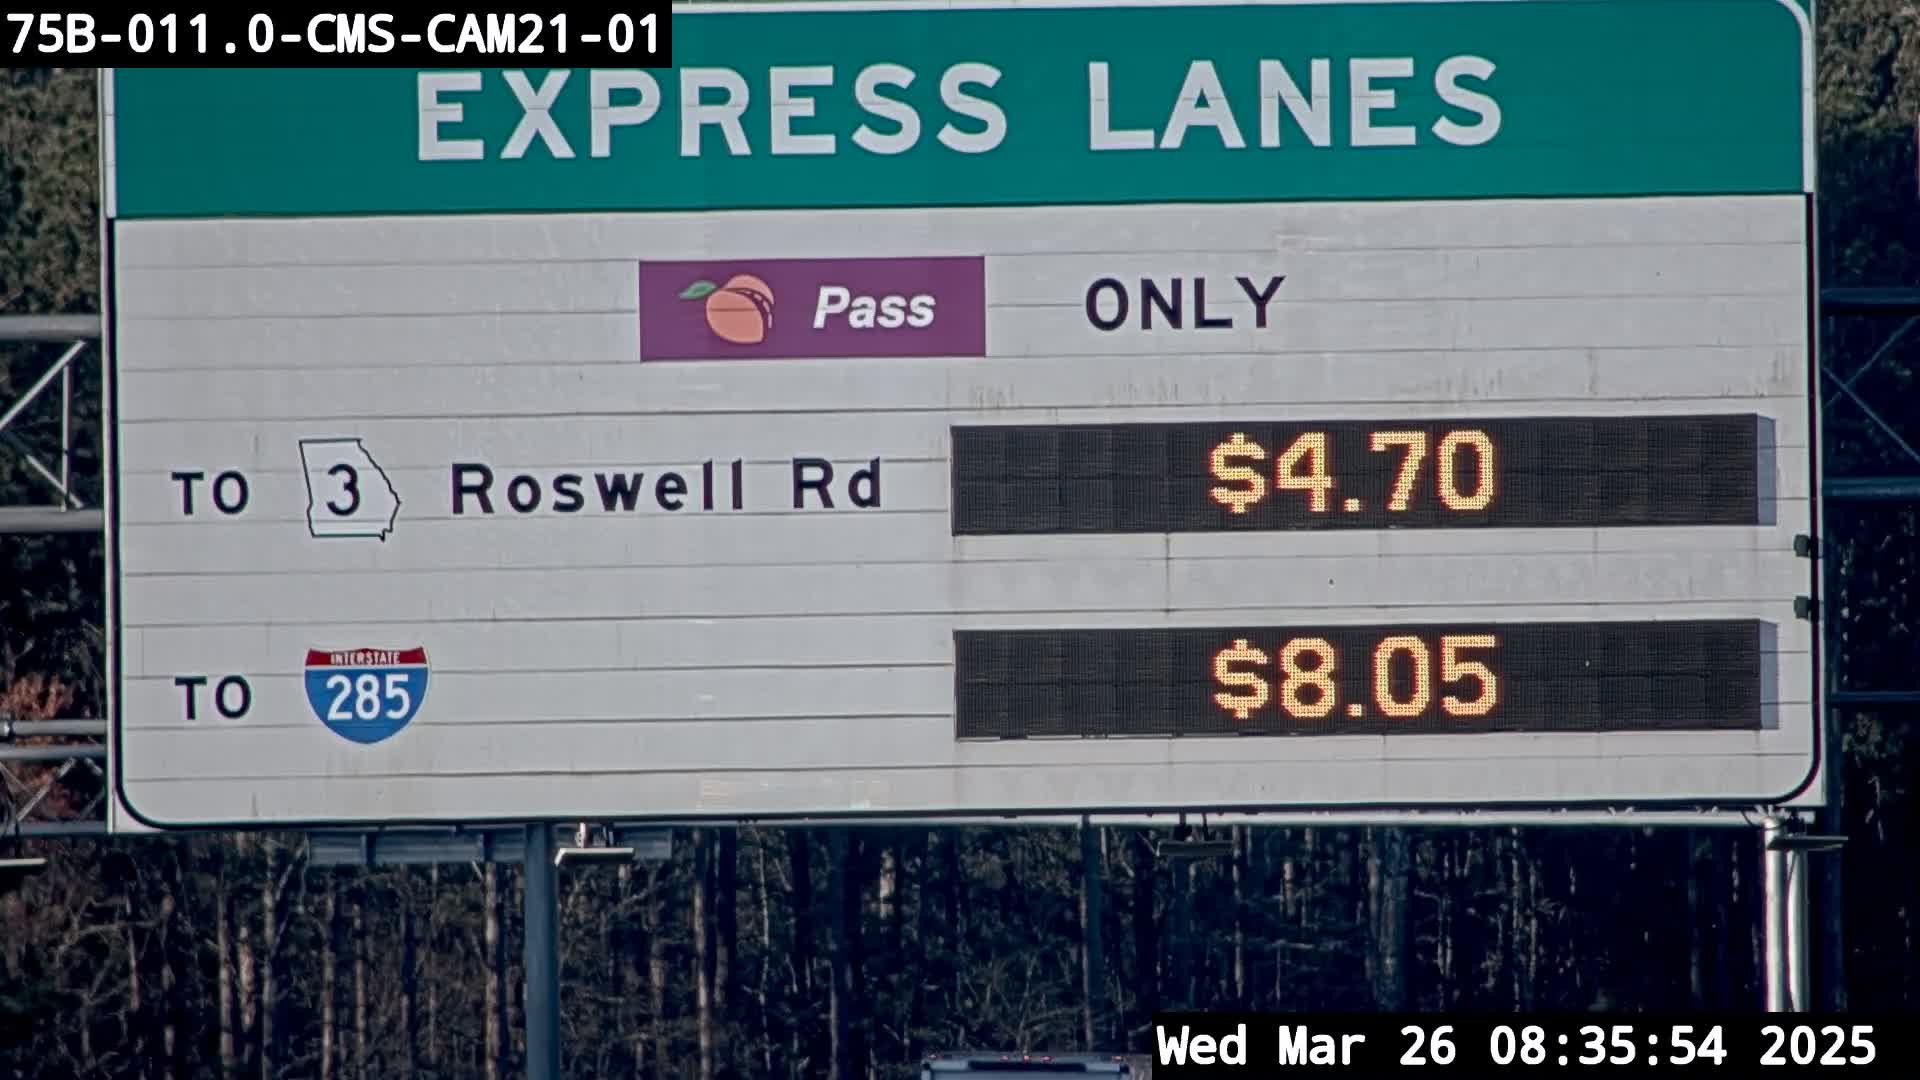 75B-011.0-CMS-CAM21-01
EXPRESS LANES
Pass ONLY
TO 3 Roswell Rd $4.70
INTERSTATE
TO 285 $8.05
Wed Mar 26 08:35:54 2025